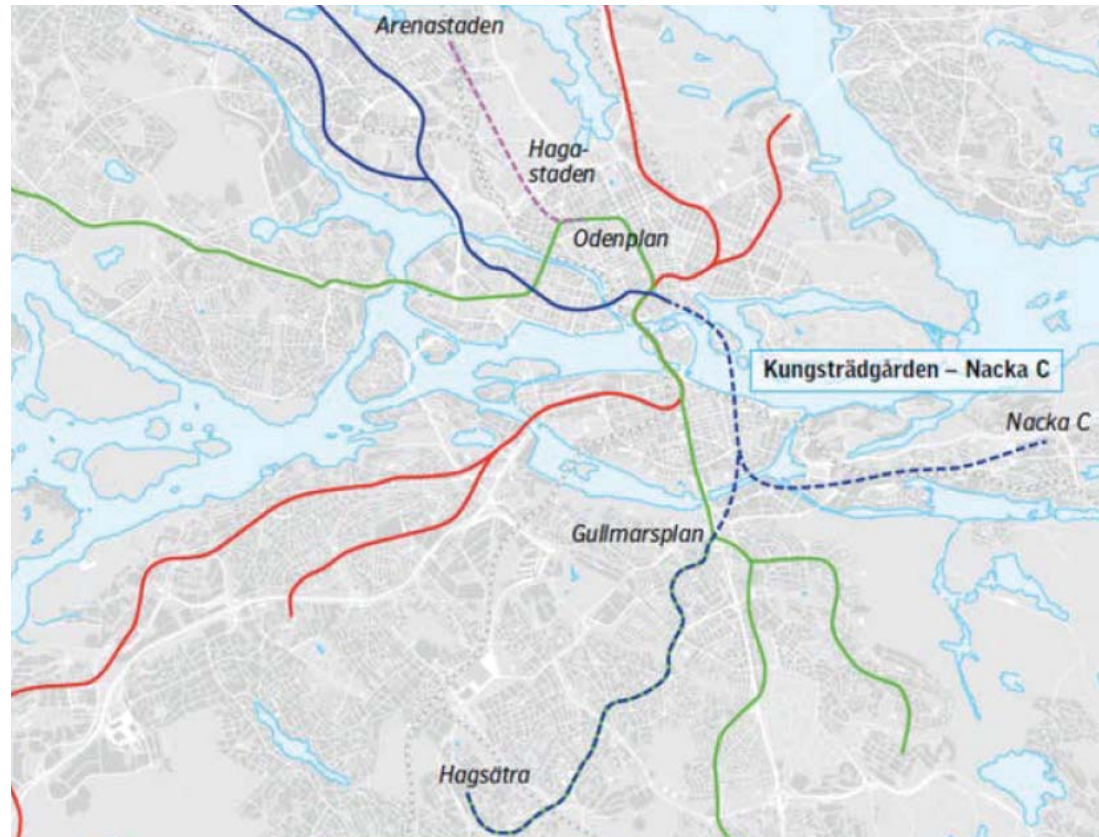 Arenastaden
Haga-
staden
Odenplan
Kungsträdgården – Nacka C
Nacka C
Gullmarsplan
Hagsätra